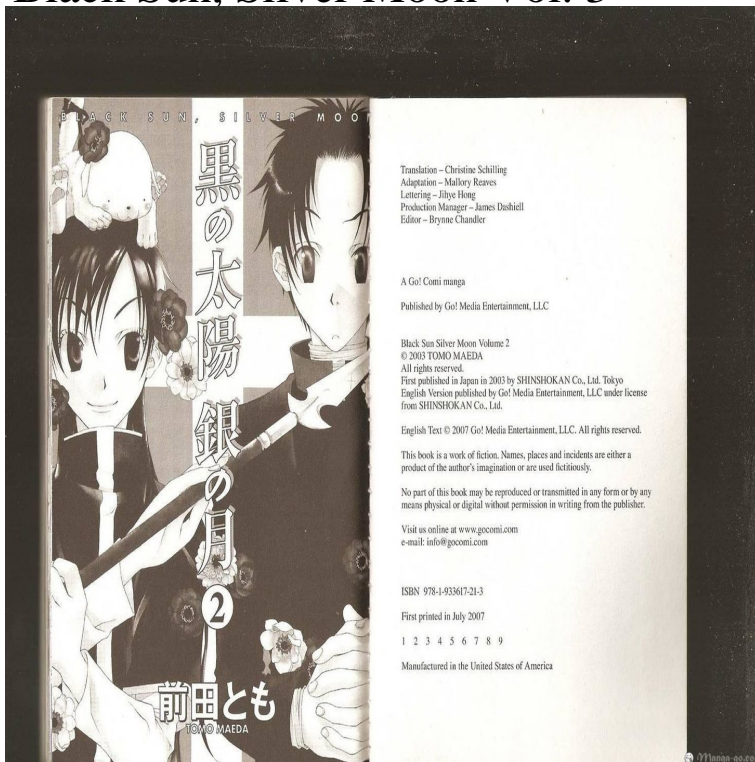 Black Sun, Silver Moon Vol. 3
BLACK SUN, SILVER MOON
黒の太陽 銀の月
2
前田とも
TOMO MAEDA
Translation – Christine Schilling
Adaptation – Mallory Reaves
Lettering – Jihye Hong
Production Manager – James Dashiell
Editor – Brynne Chandler
A Go! Comi manga
Published by Go! Media Entertainment, LLC
Black Sun Silver Moon Volume 2
© 2003 TOMO MAEDA
All rights reserved.
First published in Japan in 2003 by SHINSHOKAN Co., Ltd. Tokyo
English Version published by Go! Media Entertainment, LLC under license
from SHINSHOKAN Co., Ltd.
English Text © 2007 Go! Media Entertainment, LLC. All rights reserved.
This book is a work of fiction. Names, places and incidents are either a
product of the author's imagination or are used fictitiously.
No part of this book may be reproduced or transmitted in any form or by any
means physical or digital without permission in writing from the publisher.
Visit us online at www.gocomi.com
e-mail: info@gocomi.com
ISBN 978-1-933617-21-3
First printed in July 2007
1 2 3 4 5 6 7 8 9
Manufactured in the United States of America